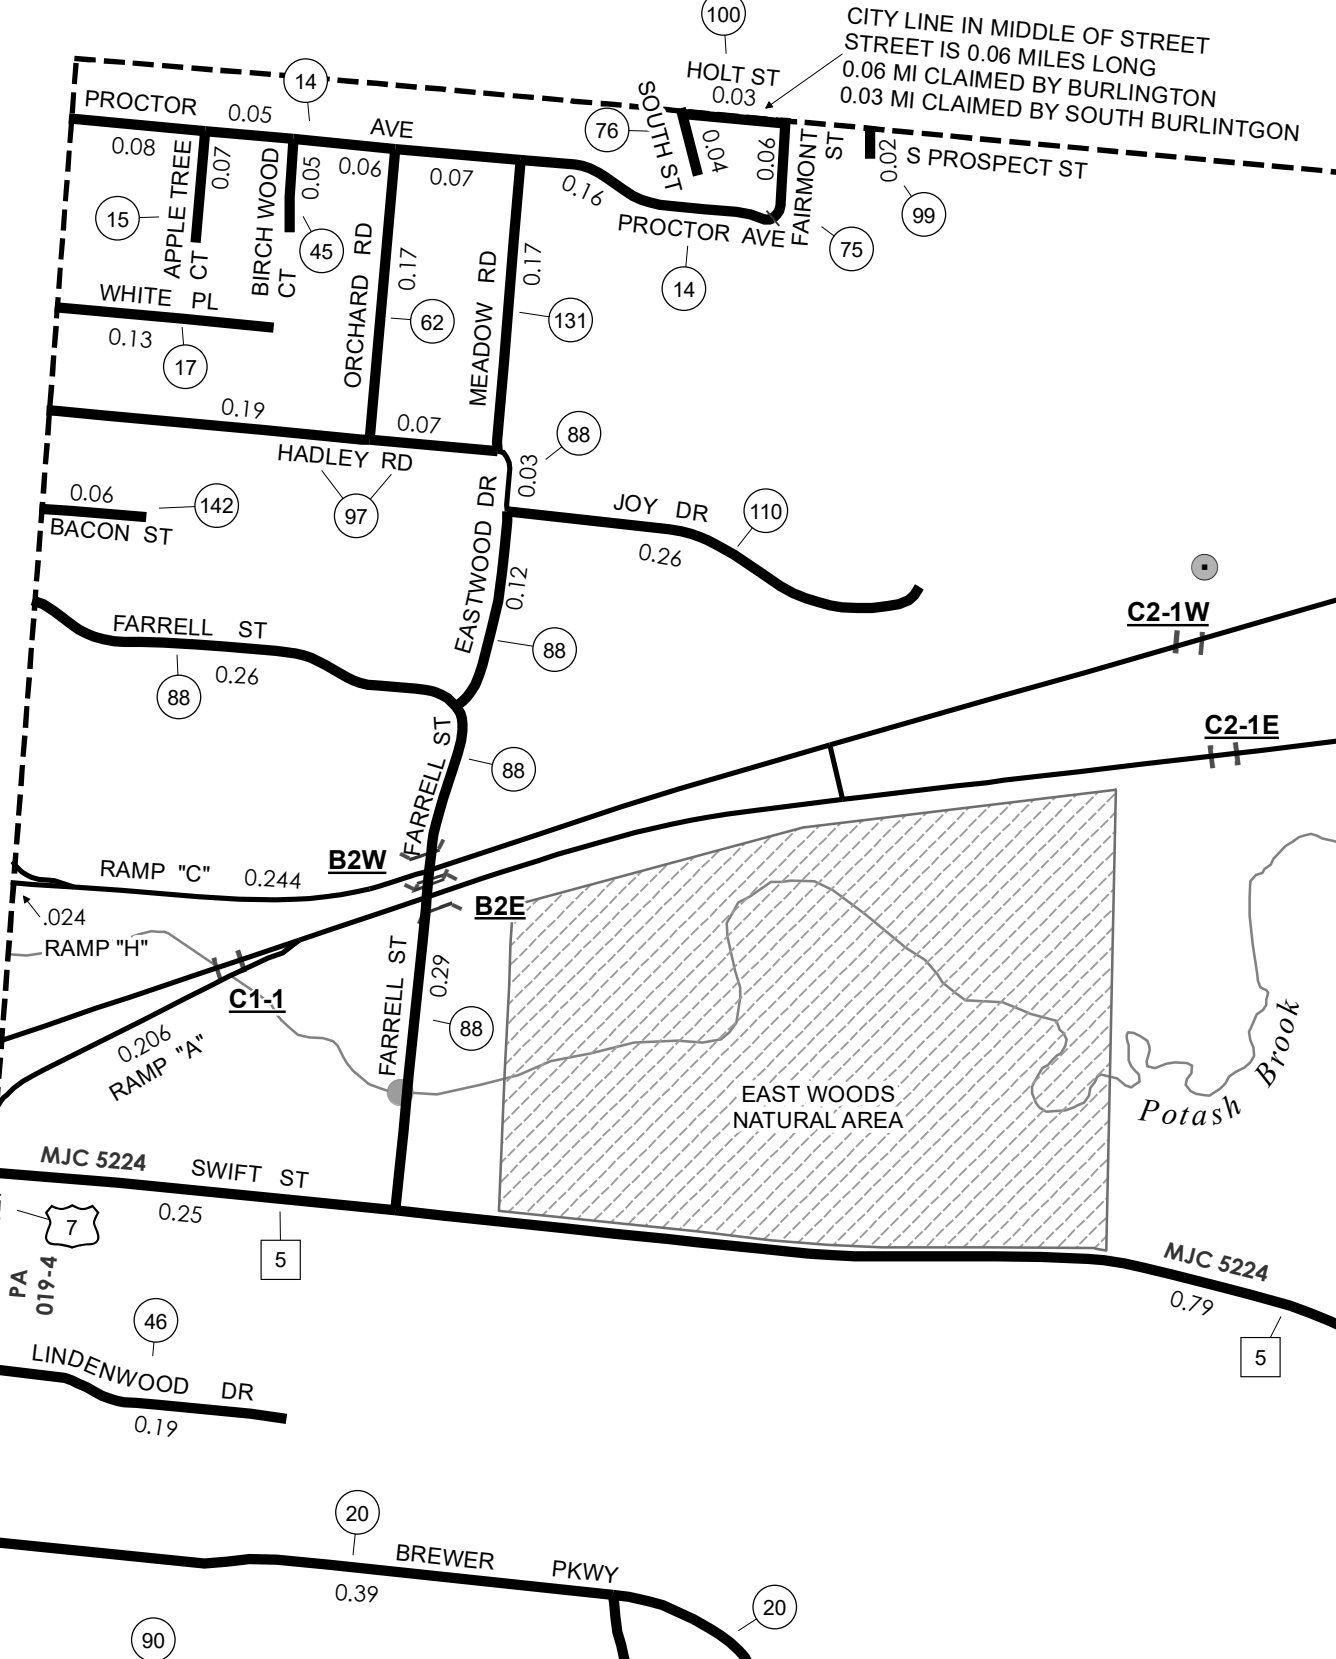 100
CITY LINE IN MIDDLE OF STREET
STREET IS 0.06 MILES LONG
0.06 MI CLAIMED BY BURLINGTON
0.03 MI CLAIMED BY SOUTH BURLINTGON
14
HOLT ST
0.03
PROCTOR
0.05
AVE
76
SOUTH ST
0.04
0.06
FAIRMONT
ST
0.02
S PROSPECT ST
99
0.08
0.07
0.05
0.06
0.07
0.16
PROCTOR AVE
75
14
15
APPLE TREE
CT
BIRCH WOOD
CT
45
ORCHARD RD
0.17
62
MEADOW RD
0.17
131
WHITE PL
0.13
17
0.19
0.07
HADLEY RD
97
88
0.03
0.06
142
BACON ST
EASTWOOD DR
0.12
88
JOY DR
110
0.26
C2-1W
FARRELL ST
0.26
88
C2-1E
FARRELL ST
88
RAMP "C"
0.244
B2W
B2E
.024
RAMP "H"
C1-1
0.206
RAMP "A"
FARRELL ST
0.29
88
EAST WOODS
NATURAL AREA
Potash
Brook
MJC 5224
SWIFT ST
0.25
7
5
PA
019-4
MJC 5224
0.79
5
46
LINDENWOOD DR
0.19
20
BREWER PKWY
0.39
20
90